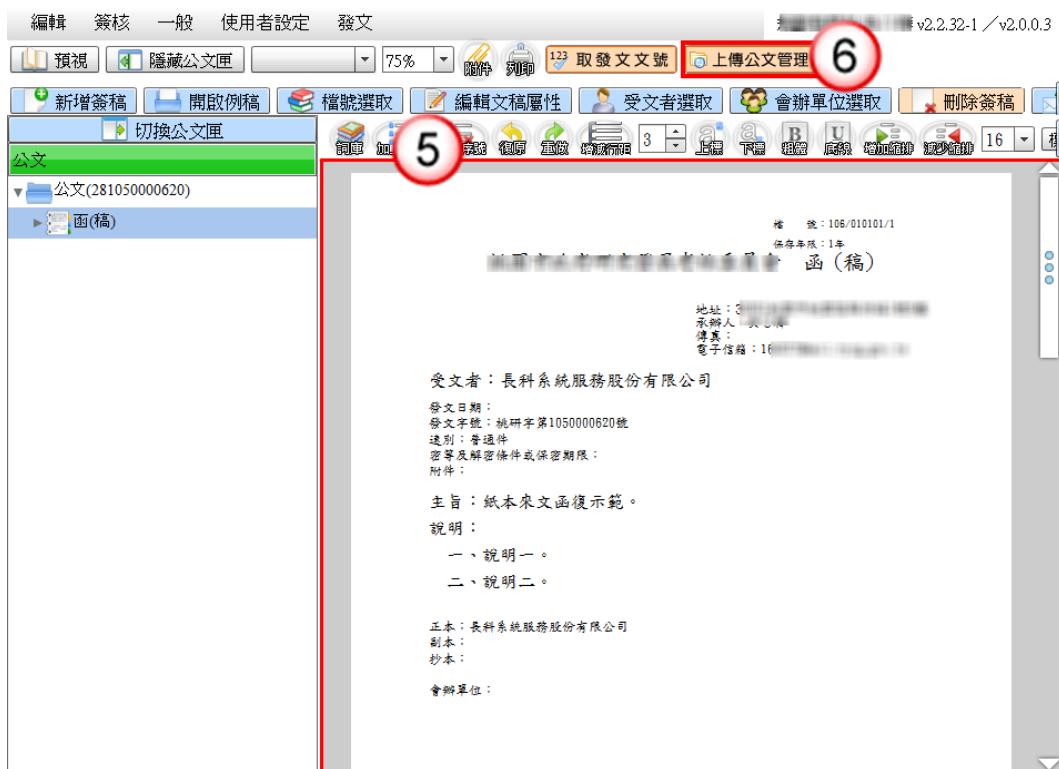 編輯 簽核 一般 使用者設定 發文
v2.2.32-1／v2.0.0.3
預視 隱藏公文匣 75% 附件 列印 123 取發文文號 上傳公文管理 6
新增簽稿 開啟例稿 檔號選取 編輯文稿屬性 受文者選取 會辦單位選取 刪除簽稿
切換公文匣
詞庫 5 復原 重做 增減行距 3 上標 下標 B 粗體 U 底線 增加縮排 減少縮排 16
公文
公文(281050000620)
函(稿)
檔 號：106/010101/1
保存年限：1年
函（稿）
地址：3
承辦人
傳真：
電子信箱：16
受文者：長科系統服務股份有限公司
發文日期：
發文字號：桃研字第1050000620號
速別：普通件
密等及解密條件或保密期限：
附件：
主旨：紙本來文函復示範。
說明：
一、說明一。
二、說明二。
正本：長科系統服務股份有限公司
副本：
抄本：
會辦單位：